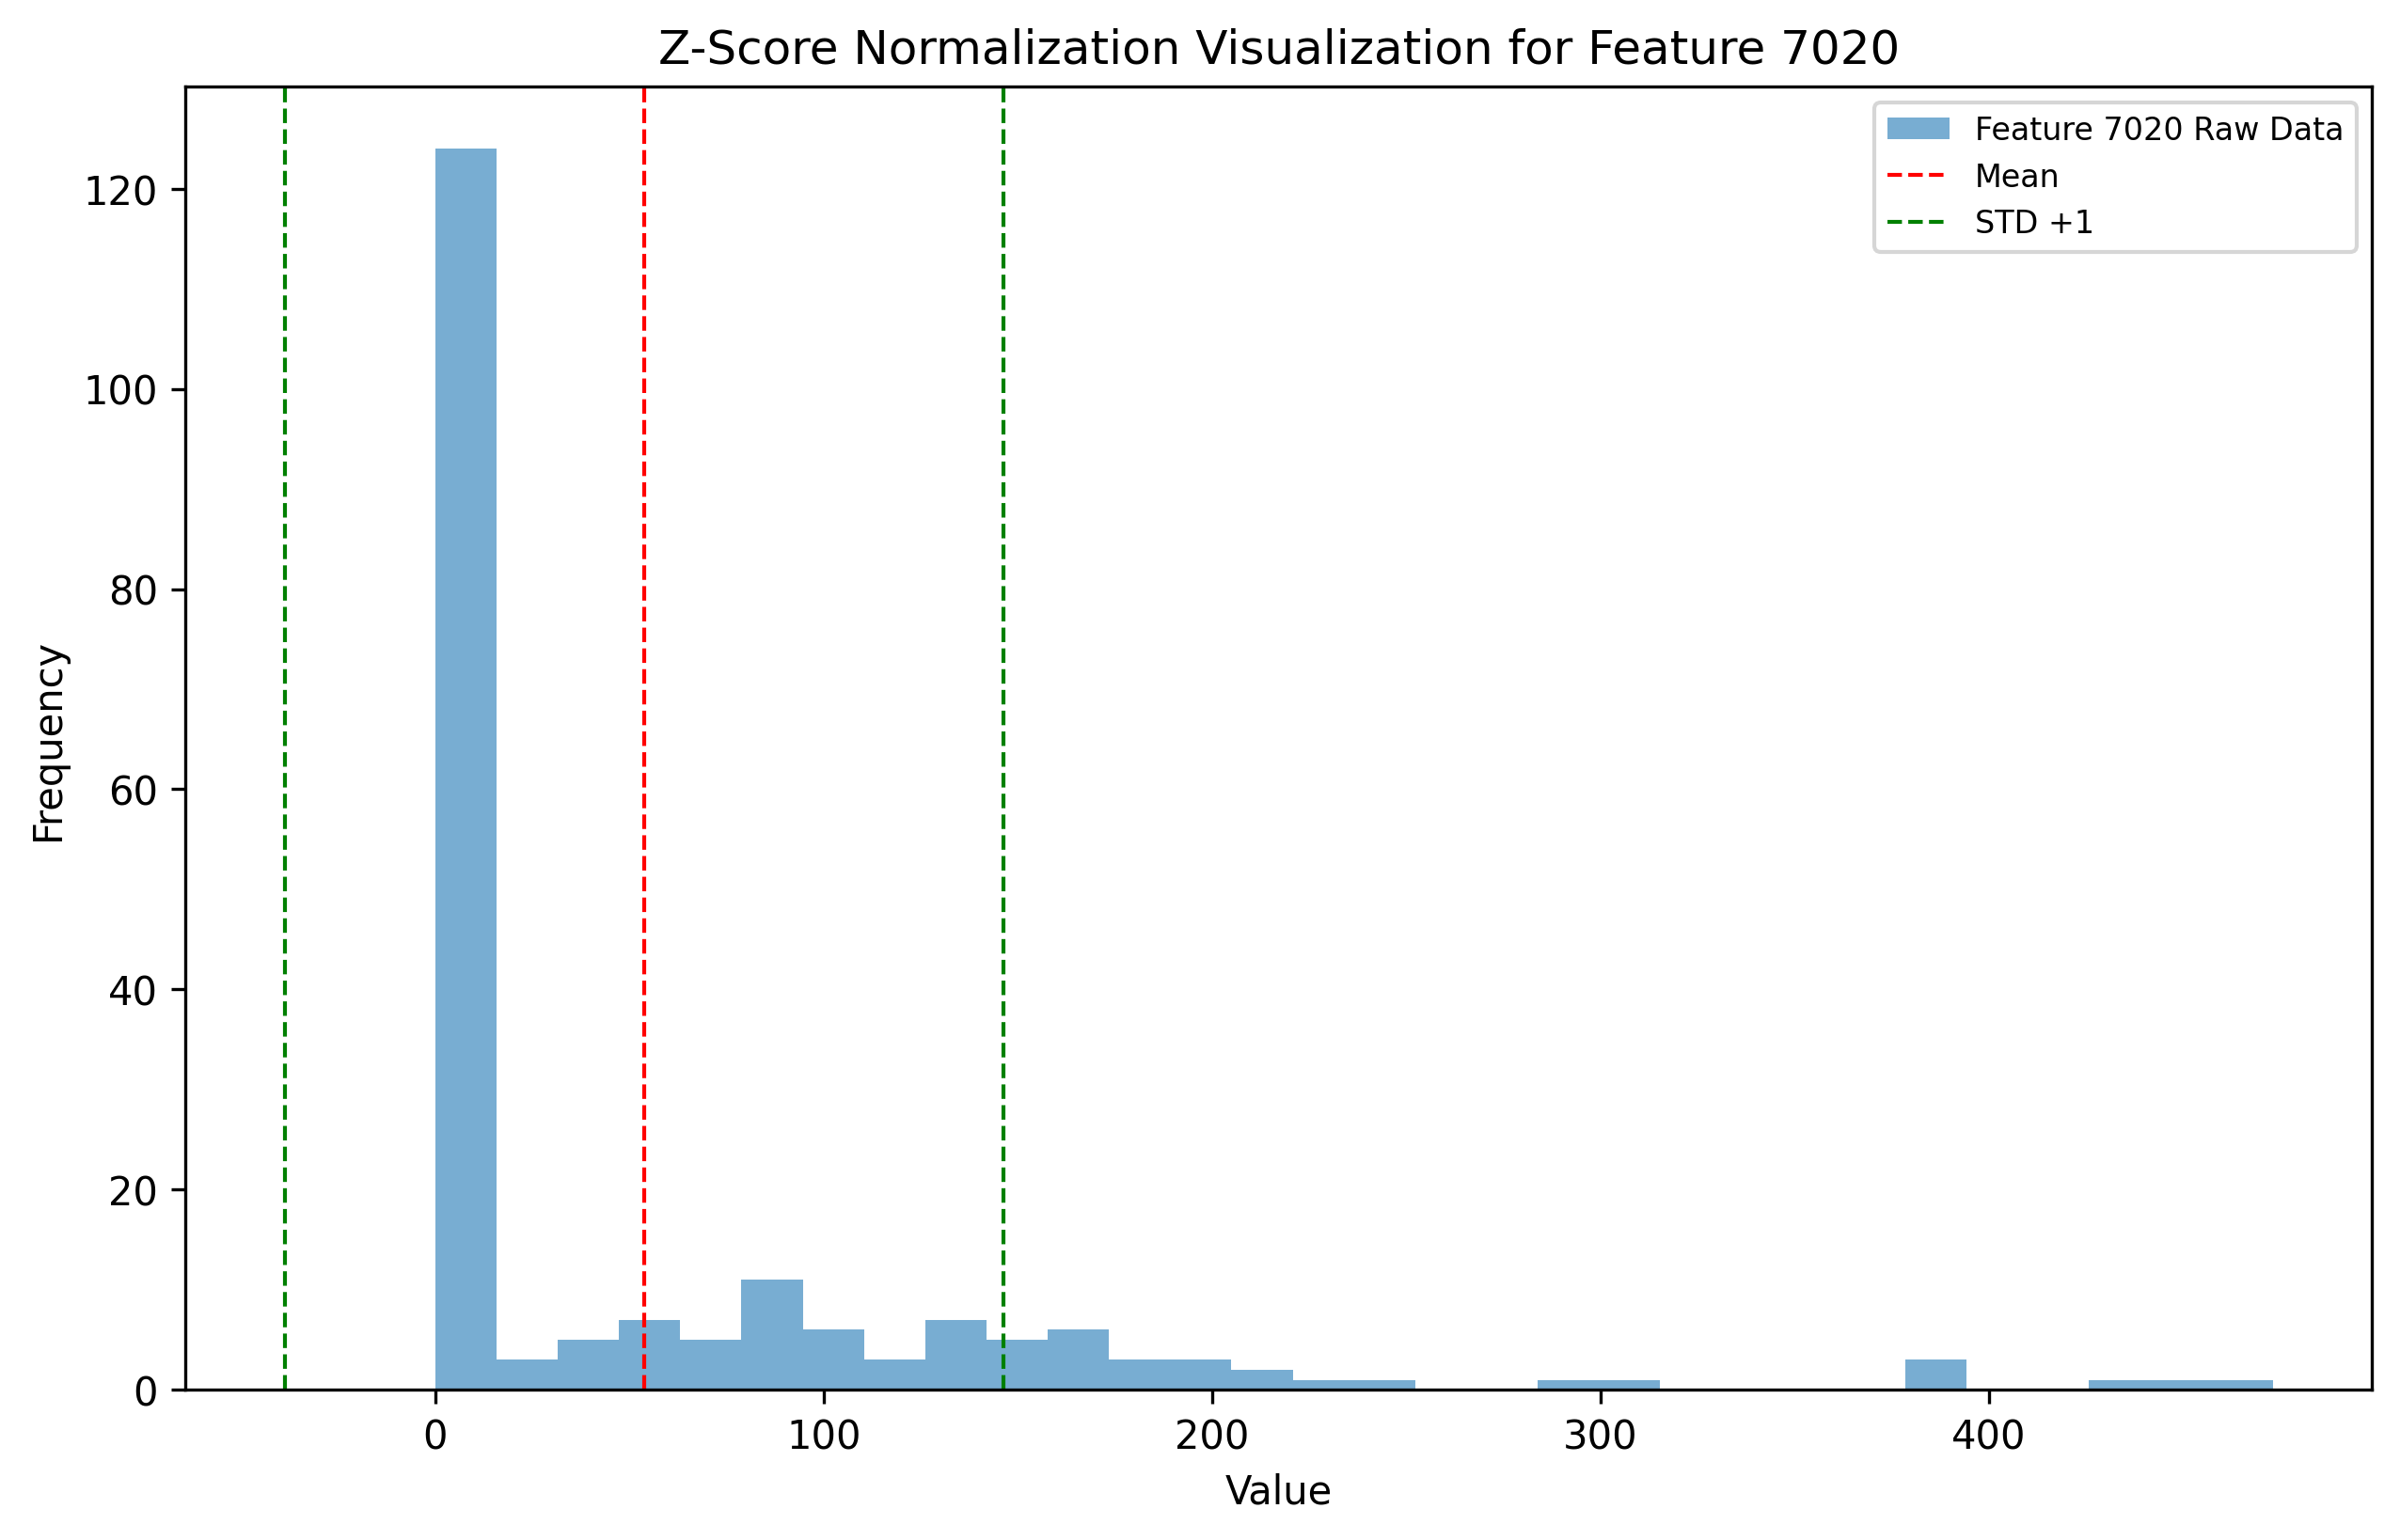 Z-Score Normalization Visualization for Feature 7020
Feature 7020 Raw Data
Mean
STD +1
Frequency
120
100
80
60
40
20
0
0 100 200 300 400
Value